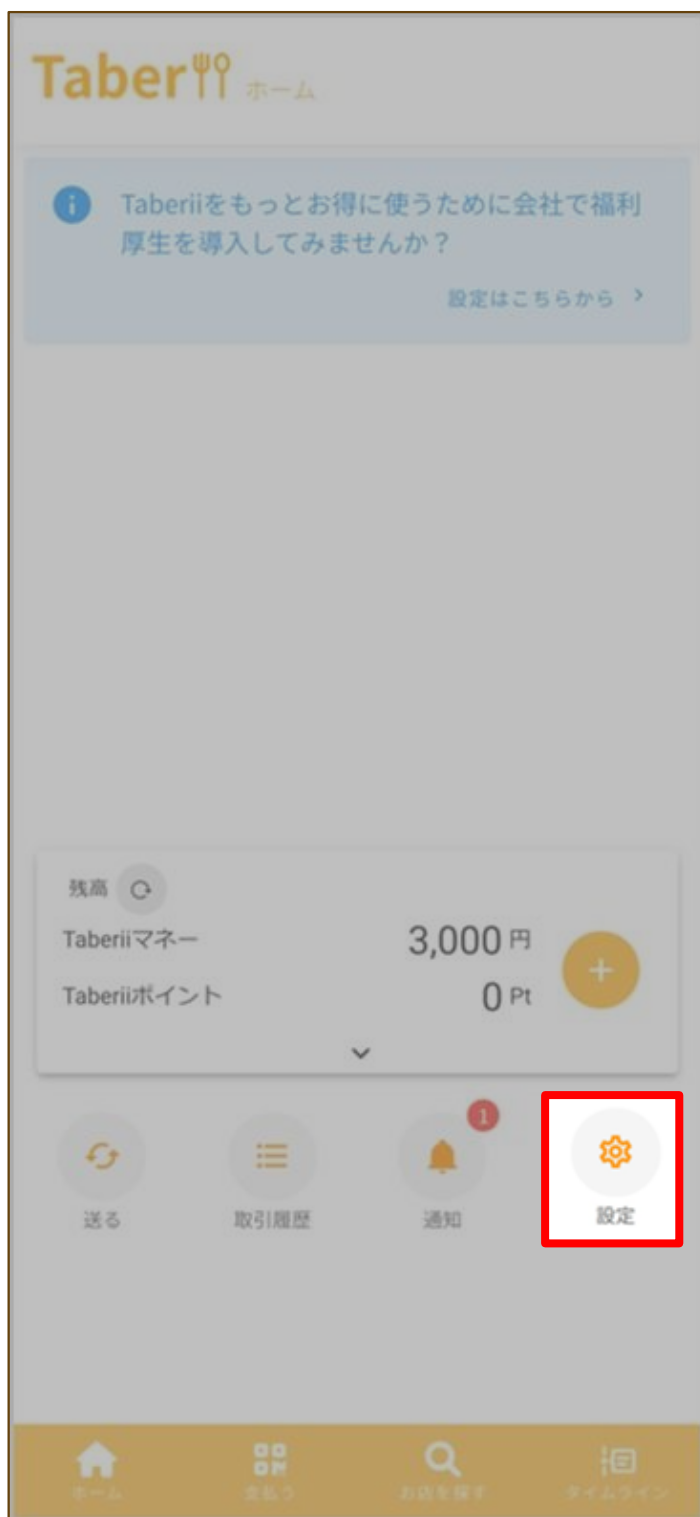 Taberii ホーム
Taberiiをもっとお得に使うために会社で福利
厚生を導入してみませんか？
設定はこちらから >
残高
Taberiiマネー 3,000 円
Taberiiポイント 0 Pt
1
送る 取引履歴 通知 設定
ホーム 支払う お店を探す タイムライン